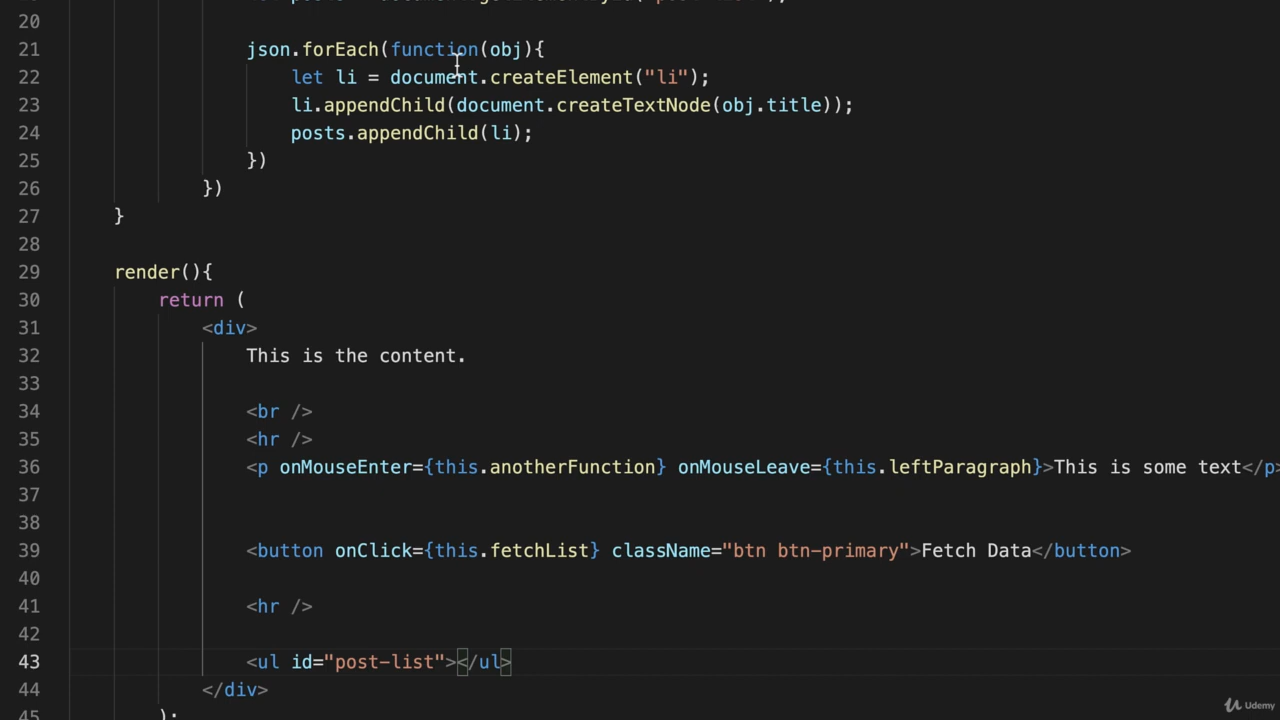 20
21 json.forEach(function(obj){
22 let li = document.createElement("li");
23 li.appendChild(document.createTextNode(obj.title));
24 posts.appendChild(li);
25 })
26 })
27 }
28
29 render(){
30 return (
31 <div>
32 This is the content.
33
34 <br />
35 <hr />
36 <p onMouseEnter={this.anotherFunction} onMouseLeave={this.leftParagraph}>This is some text</p>
37
38
39 <button onClick={this.fetchList} className="btn btn-primary">Fetch Data</button>
40
41 <hr />
42
43 <ul id="post-list"></ul>
44 </div>
45 );
Udemy